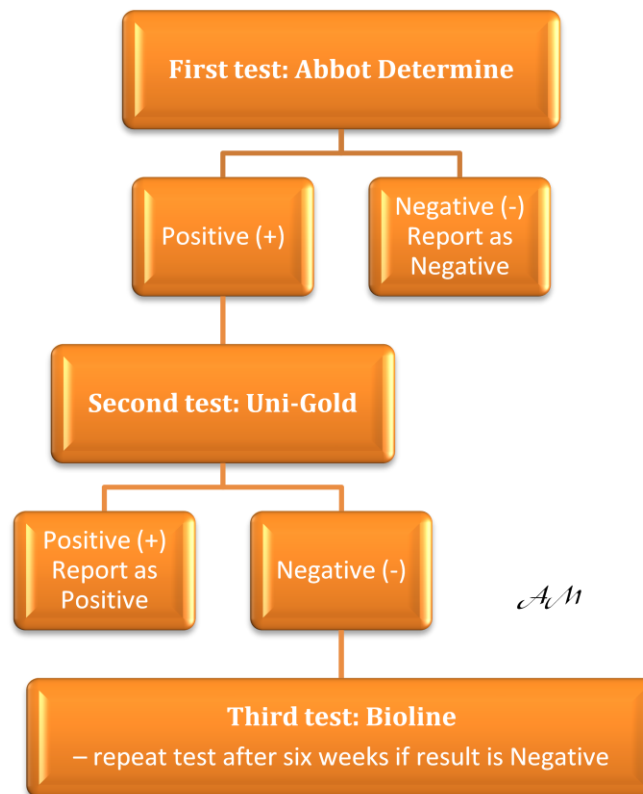 First test: Abbot Determine
Positive (+)
Negative (-)
Report as
Negative
Second test: Uni-Gold
Positive (+)
Report as
Positive
Negative (-)
AM
Third test: Bioline
– repeat test after six weeks if result is Negative